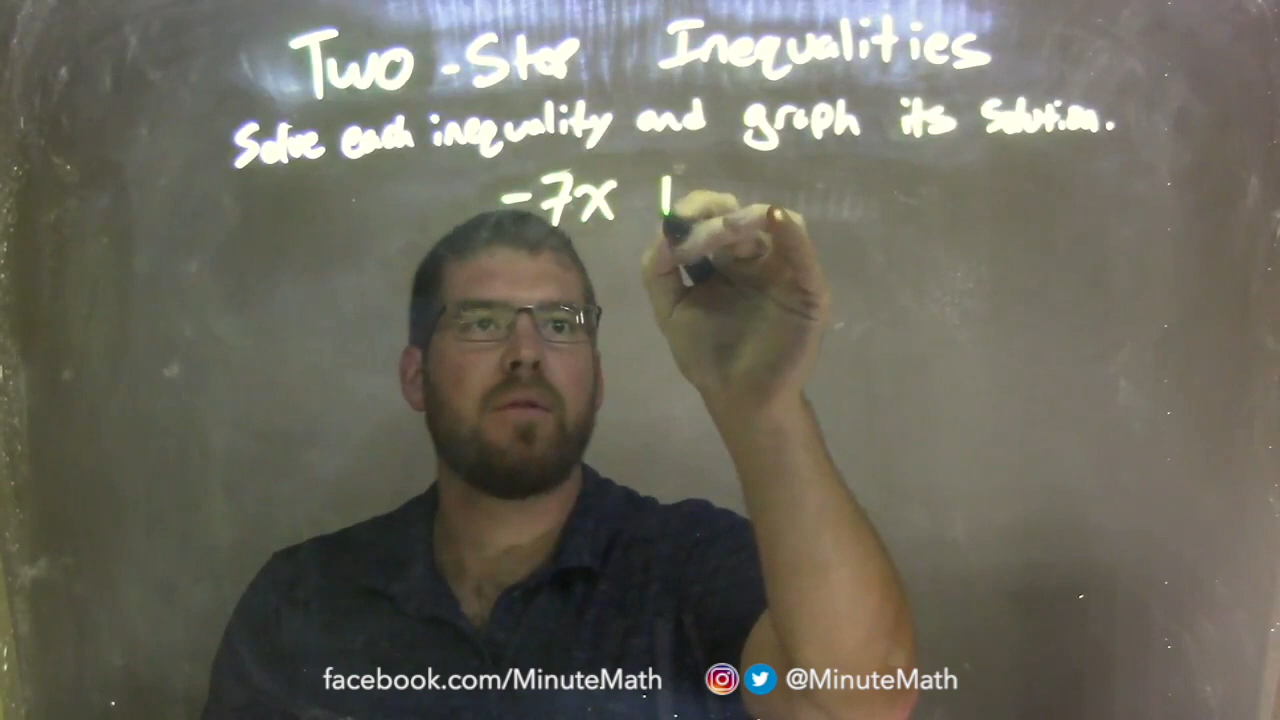 Two-Step Inequalities
Solve each inequality and graph its solution.
-7x
facebook.com/MinuteMath @MinuteMath